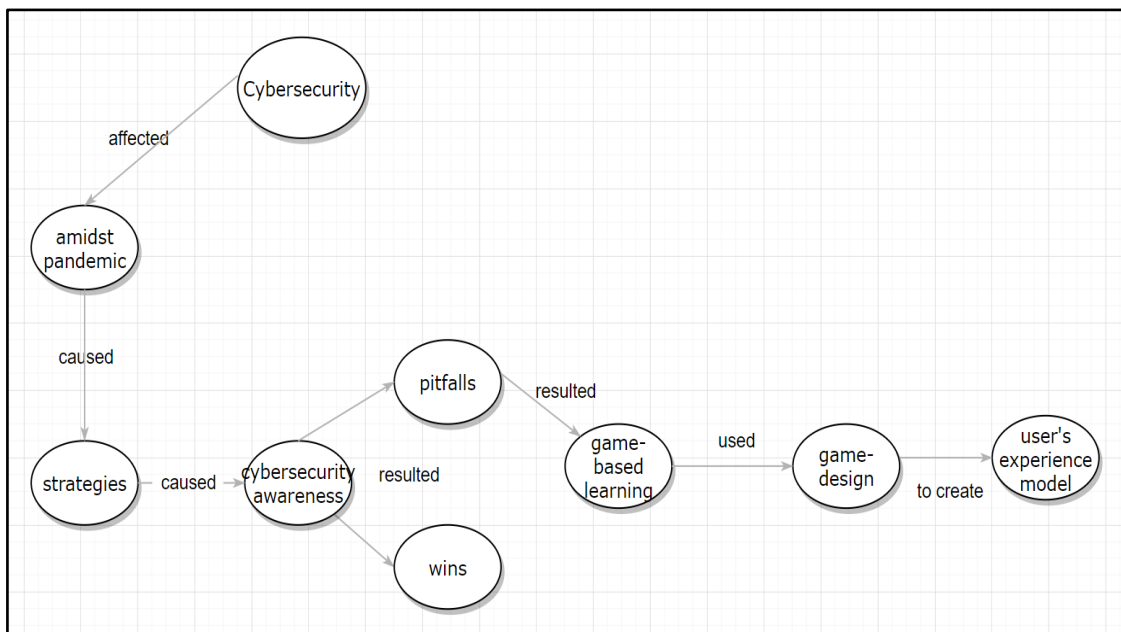 Cybersecurity
affected
amidst
pandemic
caused
strategies
caused
cybersecurity
awareness
resulted
pitfalls
wins
resulted
game-
based
learning
used
game-
design
to create
user's
experience
model